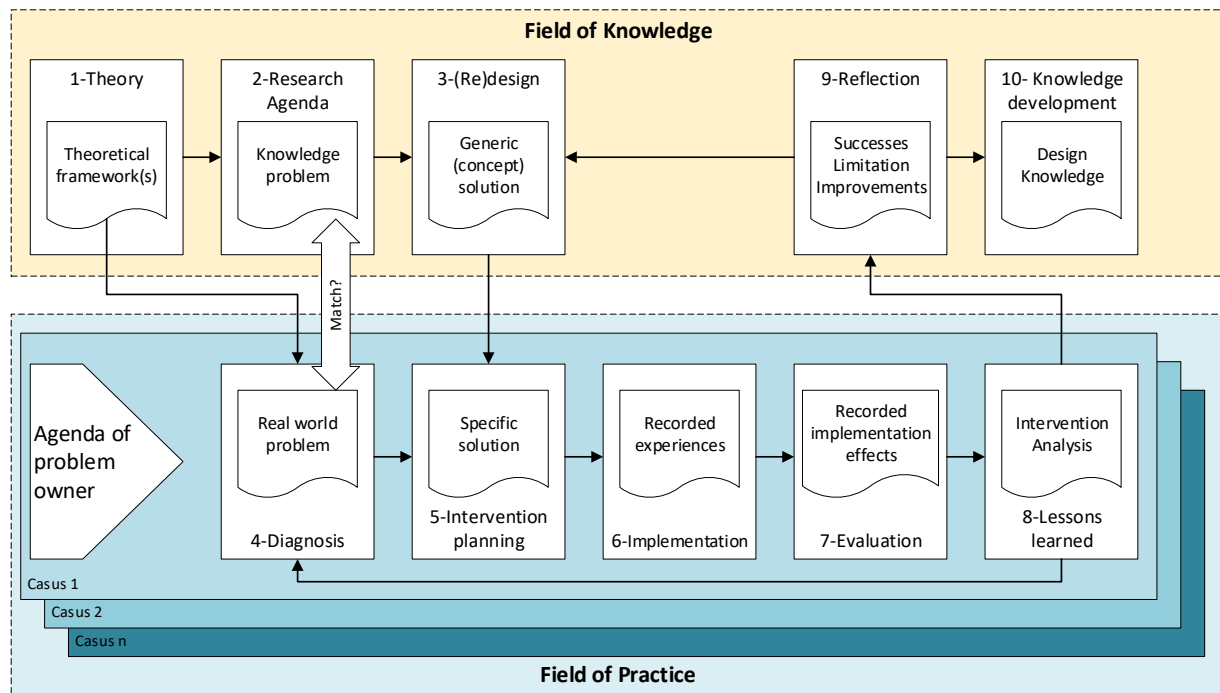 Field of Knowledge
1-Theory
Theoretical
framework(s)
2-Research
Agenda
Knowledge
problem
3-(Re)design
Generic
(concept)
solution
9-Reflection
Successes
Limitation
Improvements
10- Knowledge
development
Design
Knowledge
Match?
Agenda of
problem
owner
Real world
problem
4-Diagnosis
Specific
solution
5-Intervention
planning
Recorded
experiences
6-Implementation
Recorded
implementation
effects
7-Evaluation
Intervention
Analysis
8-Lessons
learned
Casus 1
Casus 2
Casus n
Field of Practice